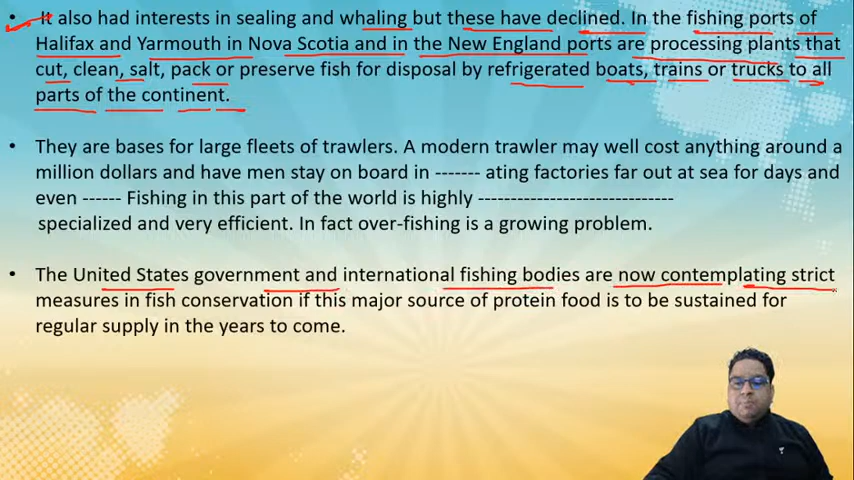 • It also had interests in sealing and whaling but these have declined. In the fishing ports of
Halifax and Yarmouth in Nova Scotia and in the New England ports are processing plants that
cut, clean, salt, pack or preserve fish for disposal by refrigerated boats, trains or trucks to all
parts of the continent.
• They are bases for large fleets of trawlers. A modern trawler may well cost anything around a
million dollars and have men stay on board in ------- ating factories far out at sea for days and
even ------ Fishing in this part of the world is highly -----------------------------
specialized and very efficient. In fact over-fishing is a growing problem.
• The United States government and international fishing bodies are now contemplating strict
measures in fish conservation if this major source of protein food is to be sustained for
regular supply in the years to come.